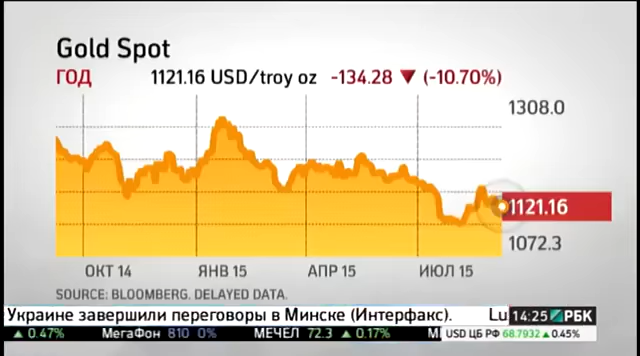 Gold Spot
ГОД 1121.16 USD/troy oz -134.28 ▼ (-10.70%)
1308.0
1121.16
1072.3
ОКТ 14 ЯНВ 15 АПР 15 ИЮЛ 15
SOURCE: BLOOMBERG. DELAYED DATA.
Украине завершили переговоры в Минске (Интерфакс). Lu 14:25 РБК
▲ 0.47% МегаФон 810 0% МЕЧЕЛ 72.3 ▲ 0.17% М USD ЦБ РФ 68.7932 ▲ 0.45%